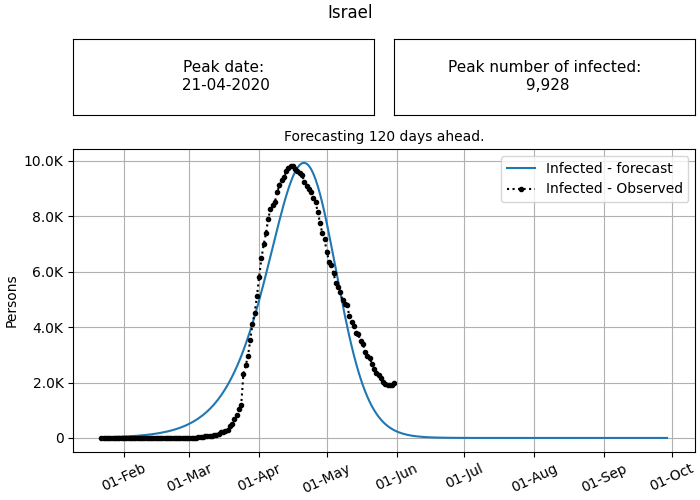 Israel
Peak date:
21-04-2020
Peak number of infected:
9,928
Forecasting 120 days ahead.
Infected - forecast
Infected - Observed
10.0K
8.0K
6.0K
4.0K
2.0K
0
Persons
01-Feb
01-Mar
01-Apr
01-May
01-Jun
01-Jul
01-Aug
01-Sep
01-Oct